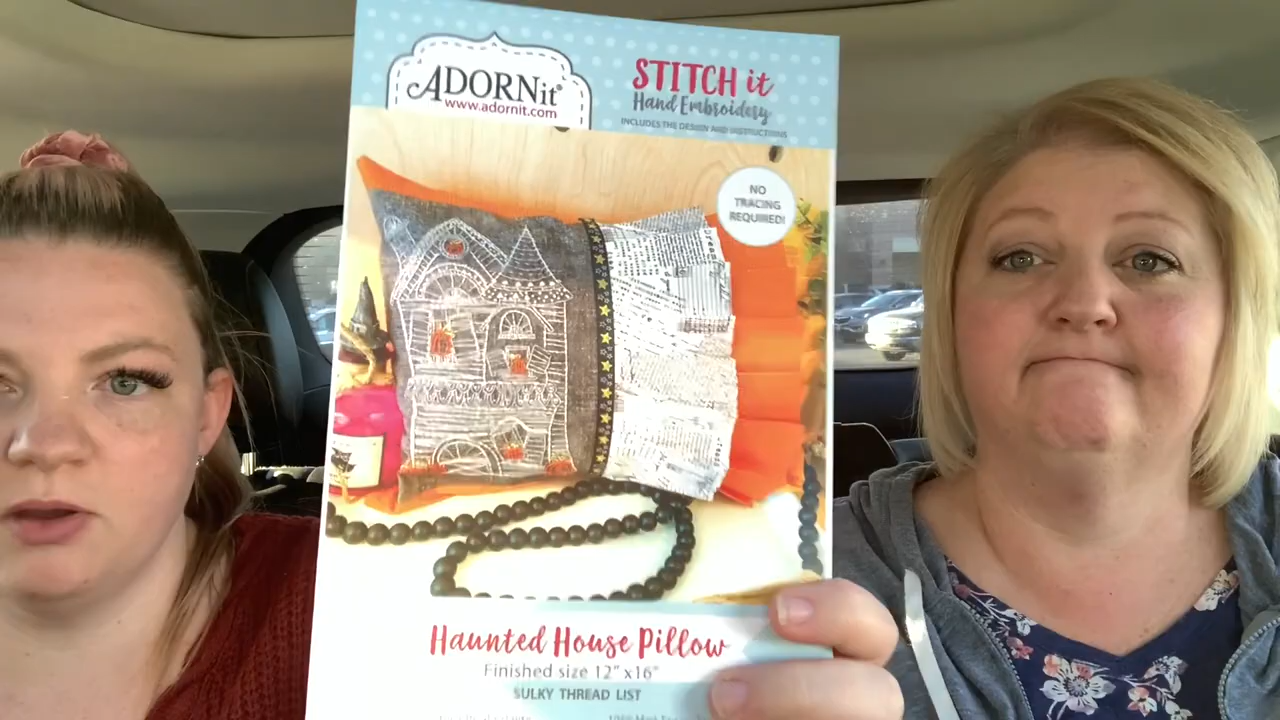 ADORNit
www.adornit.com
STITCH it
Hand Embroidery
INCLUDES THE DESIGN AND INSTRUCTIONS
NO
TRACING
REQUIRED!
Haunted House Pillow
Finished size 12" x16"
SULKY THREAD LIST